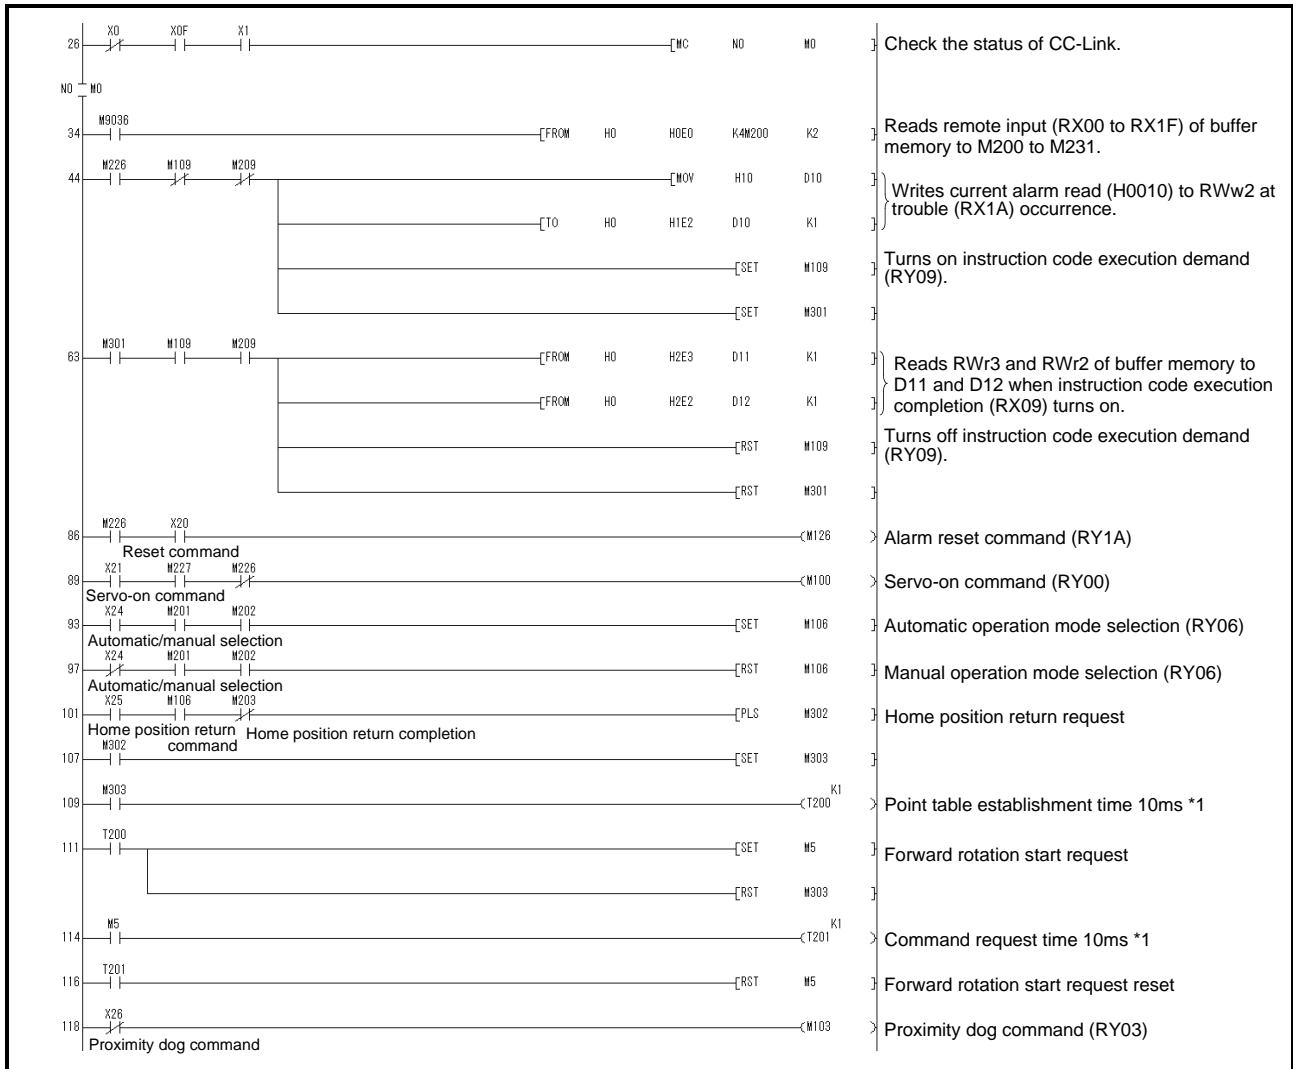 X0 X0F X1
26 [MC N0 M0 ] Check the status of CC-Link.
N0 M0
M9036
34 [FROM H0 H0E0 K4M200 K2 ] Reads remote input (RX00 to RX1F) of buffer
memory to M200 to M231.
M226 M109 M209
44 [MOV H10 D10 ] Writes current alarm read (H0010) to RWw2 at
trouble (RX1A) occurrence.
[TO H0 H1E2 D10 K1 ]
[SET M109 ] Turns on instruction code execution demand
(RY09).
[SET M301 ]
M301 M109 M209
63 [FROM H0 H2E3 D11 K1 ] Reads RWr3 and RWr2 of buffer memory to
D11 and D12 when instruction code execution
[FROM H0 H2E2 D12 K1 ] completion (RX09) turns on.
[RST M109 ] Turns off instruction code execution demand
(RY09).
[RST M301 ]
M226 X20
86 (M126 ) Alarm reset command (RY1A)
Reset command
X21 M227 M226
89 (M100 ) Servo-on command (RY00)
Servo-on command
X24 M201 M202
93 [SET M106 ] Automatic operation mode selection (RY06)
Automatic/manual selection
X24 M201 M202
97 [RST M106 ] Manual operation mode selection (RY06)
Automatic/manual selection
X25 M106 M203
101 [PLS M302 ] Home position return request
Home position return command Home position return completion
M302
107 [SET M303 ]
M303 K1
109 (T200 ) Point table establishment time 10ms *1
T200
111 [SET M5 ] Forward rotation start request
[RST M303 ]
M5 K1
114 (T201 ) Command request time 10ms *1
T201
116 [RST M5 ] Forward rotation start request reset
X26
118 (M103 ) Proximity dog command (RY03)
Proximity dog command